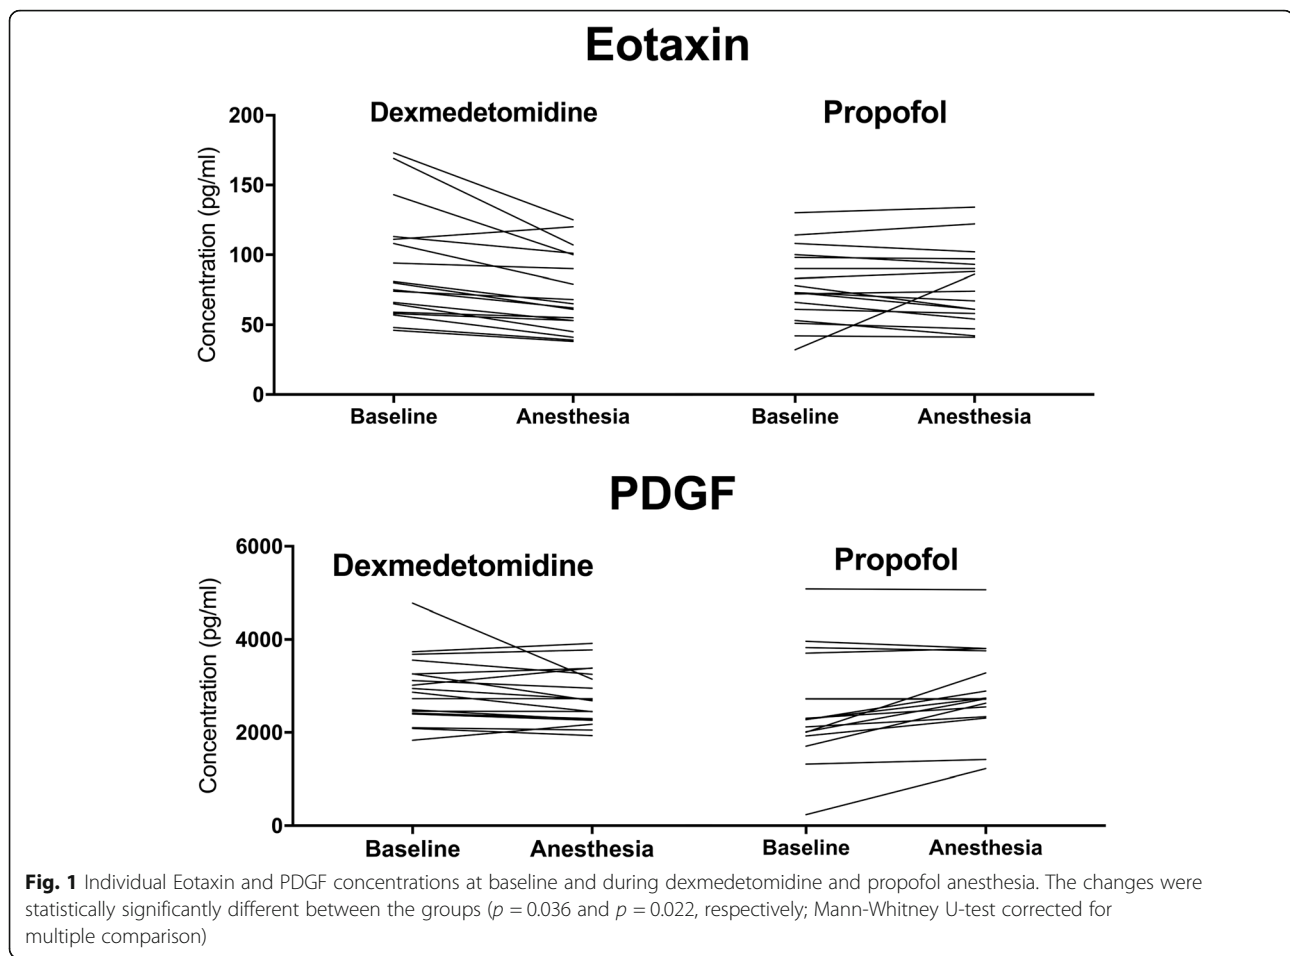 Eotaxin
Dexmedetomidine
Propofol
Concentration (pg/ml)
200
150
100
50
0
Baseline
Anesthesia
Baseline
Anesthesia
PDGF
Dexmedetomidine
Propofol
Concentration (pg/ml)
6000
4000
2000
0
Baseline
Anesthesia
Baseline
Anesthesia
Fig. 1 Individual Eotaxin and PDGF concentrations at baseline and during dexmedetomidine and propofol anesthesia. The changes were
statistically significantly different between the groups (p = 0.036 and p = 0.022, respectively; Mann-Whitney U-test corrected for
multiple comparison)